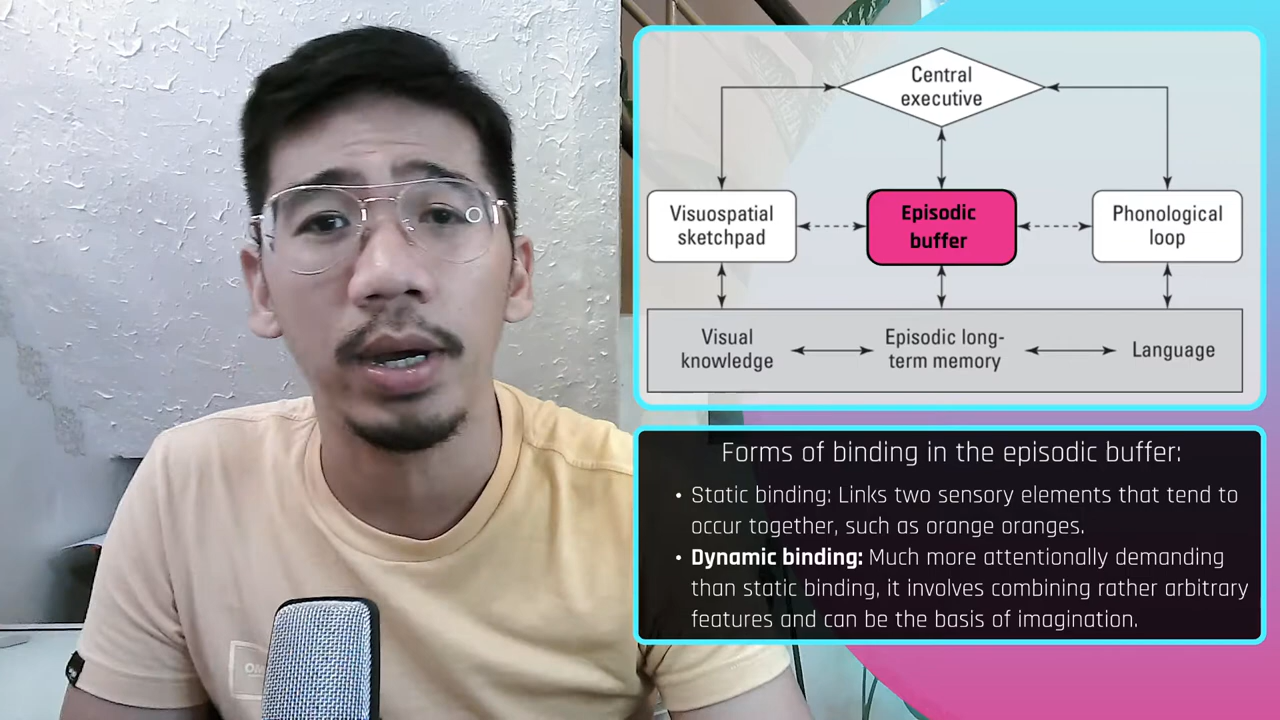 Central
executive
Visuospatial
sketchpad
Episodic
buffer
Phonological
loop
Visual
knowledge
Episodic long-
term memory
Language
Forms of binding in the episodic buffer:
• Static binding: Links two sensory elements that tend to
occur together, such as orange oranges.
• Dynamic binding: Much more attentionally demanding
than static binding, it involves combining rather arbitrary
features and can be the basis of imagination.